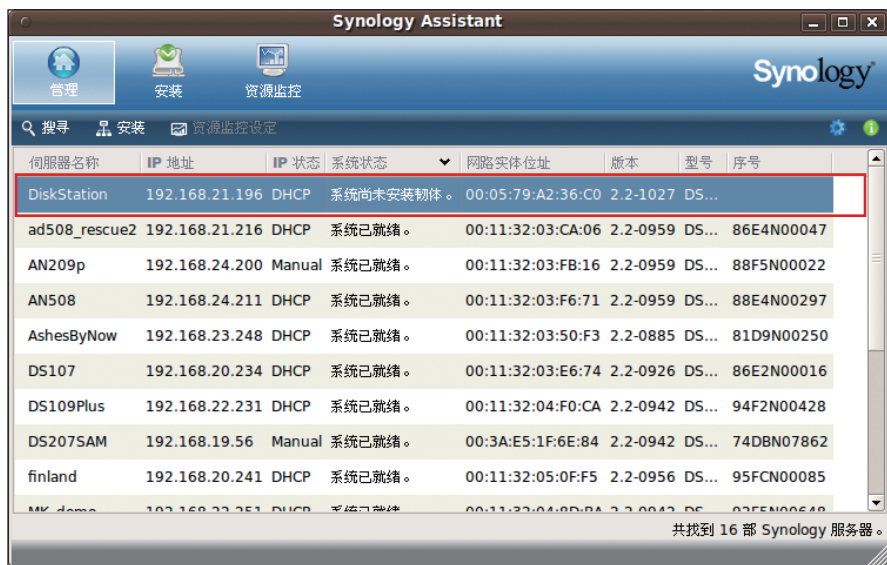 Synology Assistant
管理 安装 资源监控 Synology
搜寻 安装 资源监控设定
伺服器名称 IP 地址 IP 状态 系统状态 网路实体位址 版本 型号 序号
DiskStation 192.168.21.196 DHCP 系统尚未安装韧体。 00:05:79:A2:36:C0 2.2-1027 DS...
ad508_rescue2 192.168.21.216 DHCP 系统已就绪。 00:11:32:03:CA:06 2.2-0959 DS... 86E4N00047
AN209p 192.168.24.200 Manual 系统已就绪。 00:11:32:03:FB:16 2.2-0959 DS... 88F5N00022
AN508 192.168.24.211 DHCP 系统已就绪。 00:11:32:03:F6:71 2.2-0959 DS... 88E4N00297
AshesByNow 192.168.23.248 DHCP 系统已就绪。 00:11:32:03:50:F3 2.2-0885 DS... 81D9N00250
DS107 192.168.20.234 DHCP 系统已就绪。 00:11:32:03:E6:74 2.2-0926 DS... 86E2N00016
DS109Plus 192.168.22.231 DHCP 系统已就绪。 00:11:32:04:F0:CA 2.2-0942 DS... 94F2N00428
DS207SAM 192.168.19.56 Manual 系统已就绪。 00:3A:E5:1F:6E:84 2.2-0942 DS... 74DBN07862
finland 192.168.20.241 DHCP 系统已就绪。 00:11:32:05:0F:F5 2.2-0956 DS... 95FCN00085
共找到 16 部 Synology 服务器。